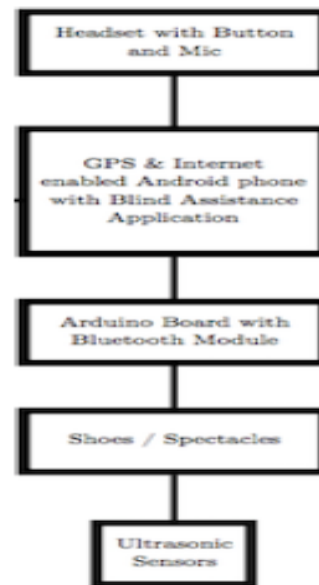 Headset with Button
and Mic
GPS & Internet
enabled Android phone
with Blind Assistance
Application
Arduino Board with
Bluetooth Module
Shoes / Spectacles
Ultrasonic
Sensors